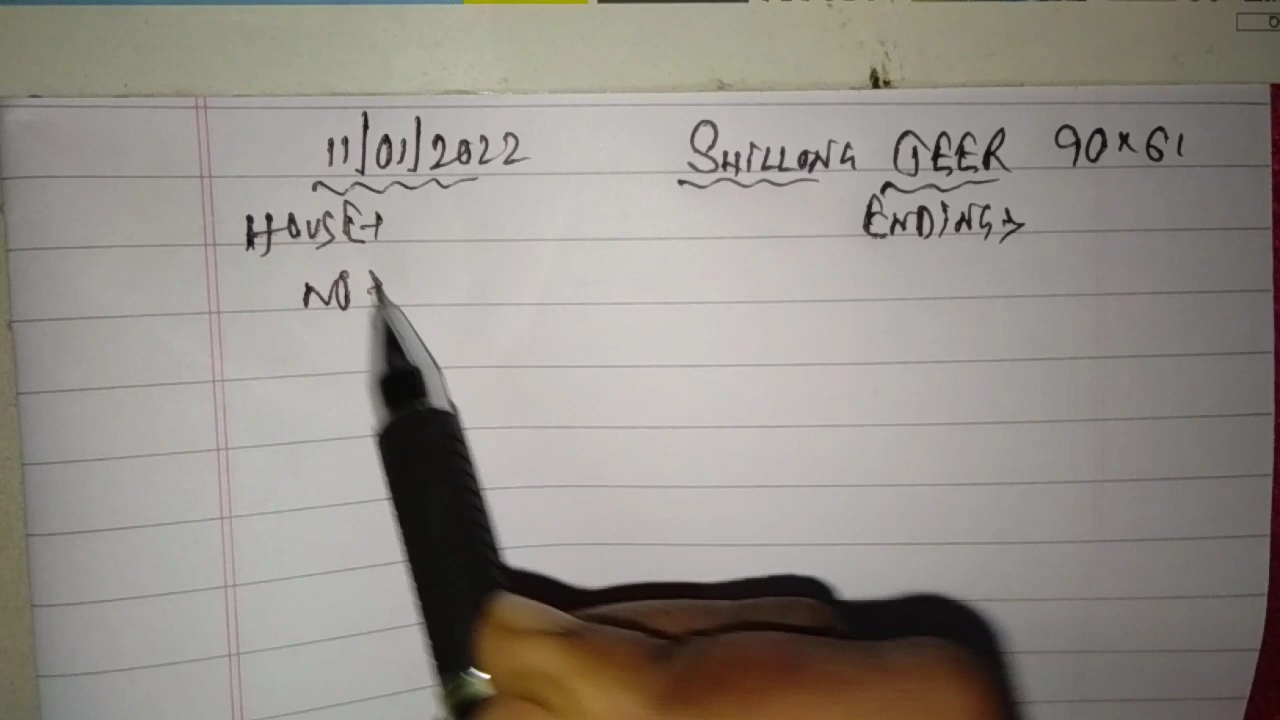 11/01/2022 SHILLONG TEER 90×61
HOUSE→ ENDING→
NO →